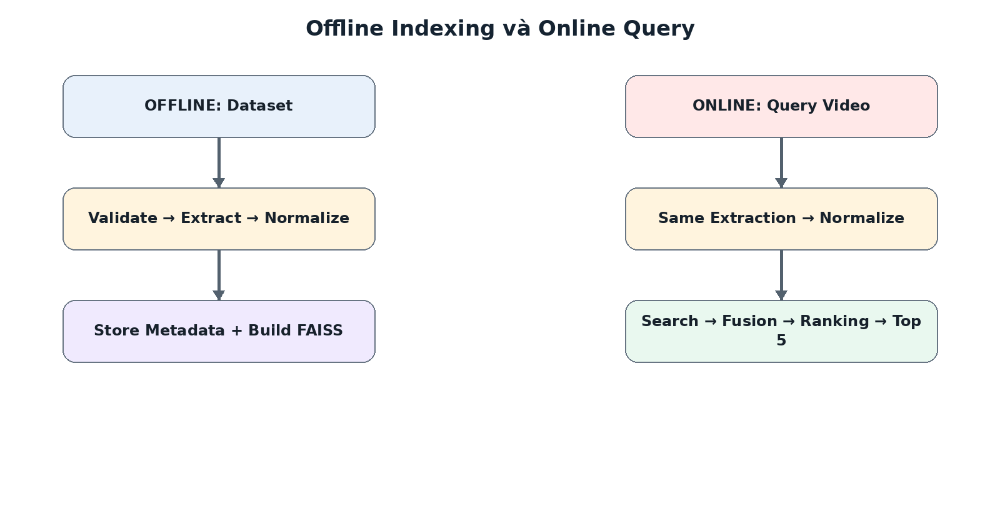 Offline Indexing và Online Query
OFFLINE: Dataset
Validate → Extract → Normalize
Store Metadata + Build FAISS
ONLINE: Query Video
Same Extraction → Normalize
Search → Fusion → Ranking → Top
5